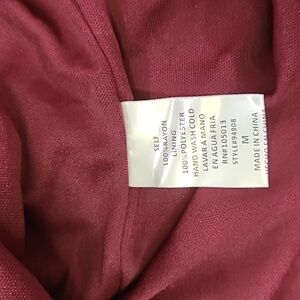 SELF
100%RAYON
LINING
100%POLYESTER
HAND WASH COLD
LAVAR A MANO
EN AGUA FRIA
RN#105013
STYLE#94808
M
MADE IN CHINA